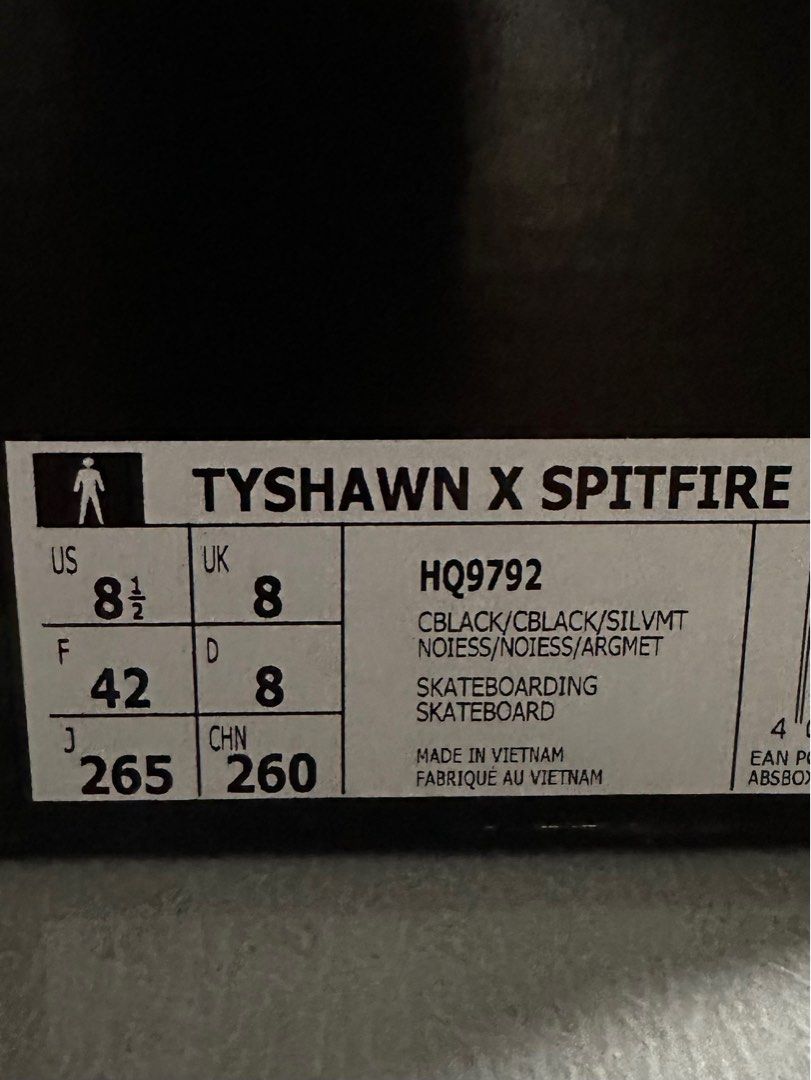 TYSHAWN X SPITFIRE
US 8½ UK 8
F 42 D 8
J 265 CHN 260
HQ9792
CBLACK/CBLACK/SILVMT
NOIESS/NOIESS/ARGMET
SKATEBOARDING
SKATEBOARD
MADE IN VIETNAM
FABRIQUÉ AU VIETNAM
4
EAN